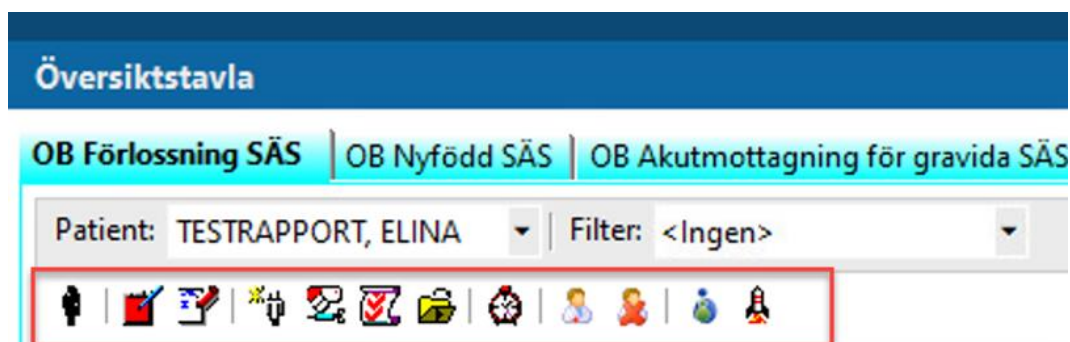 Översiktstavla
OB Förlossning SÄS OB Nyfödd SÄS OB Akutmottagning för gravida SÄS
Patient: TESTRAPPORT, ELINA Filter: <Ingen>